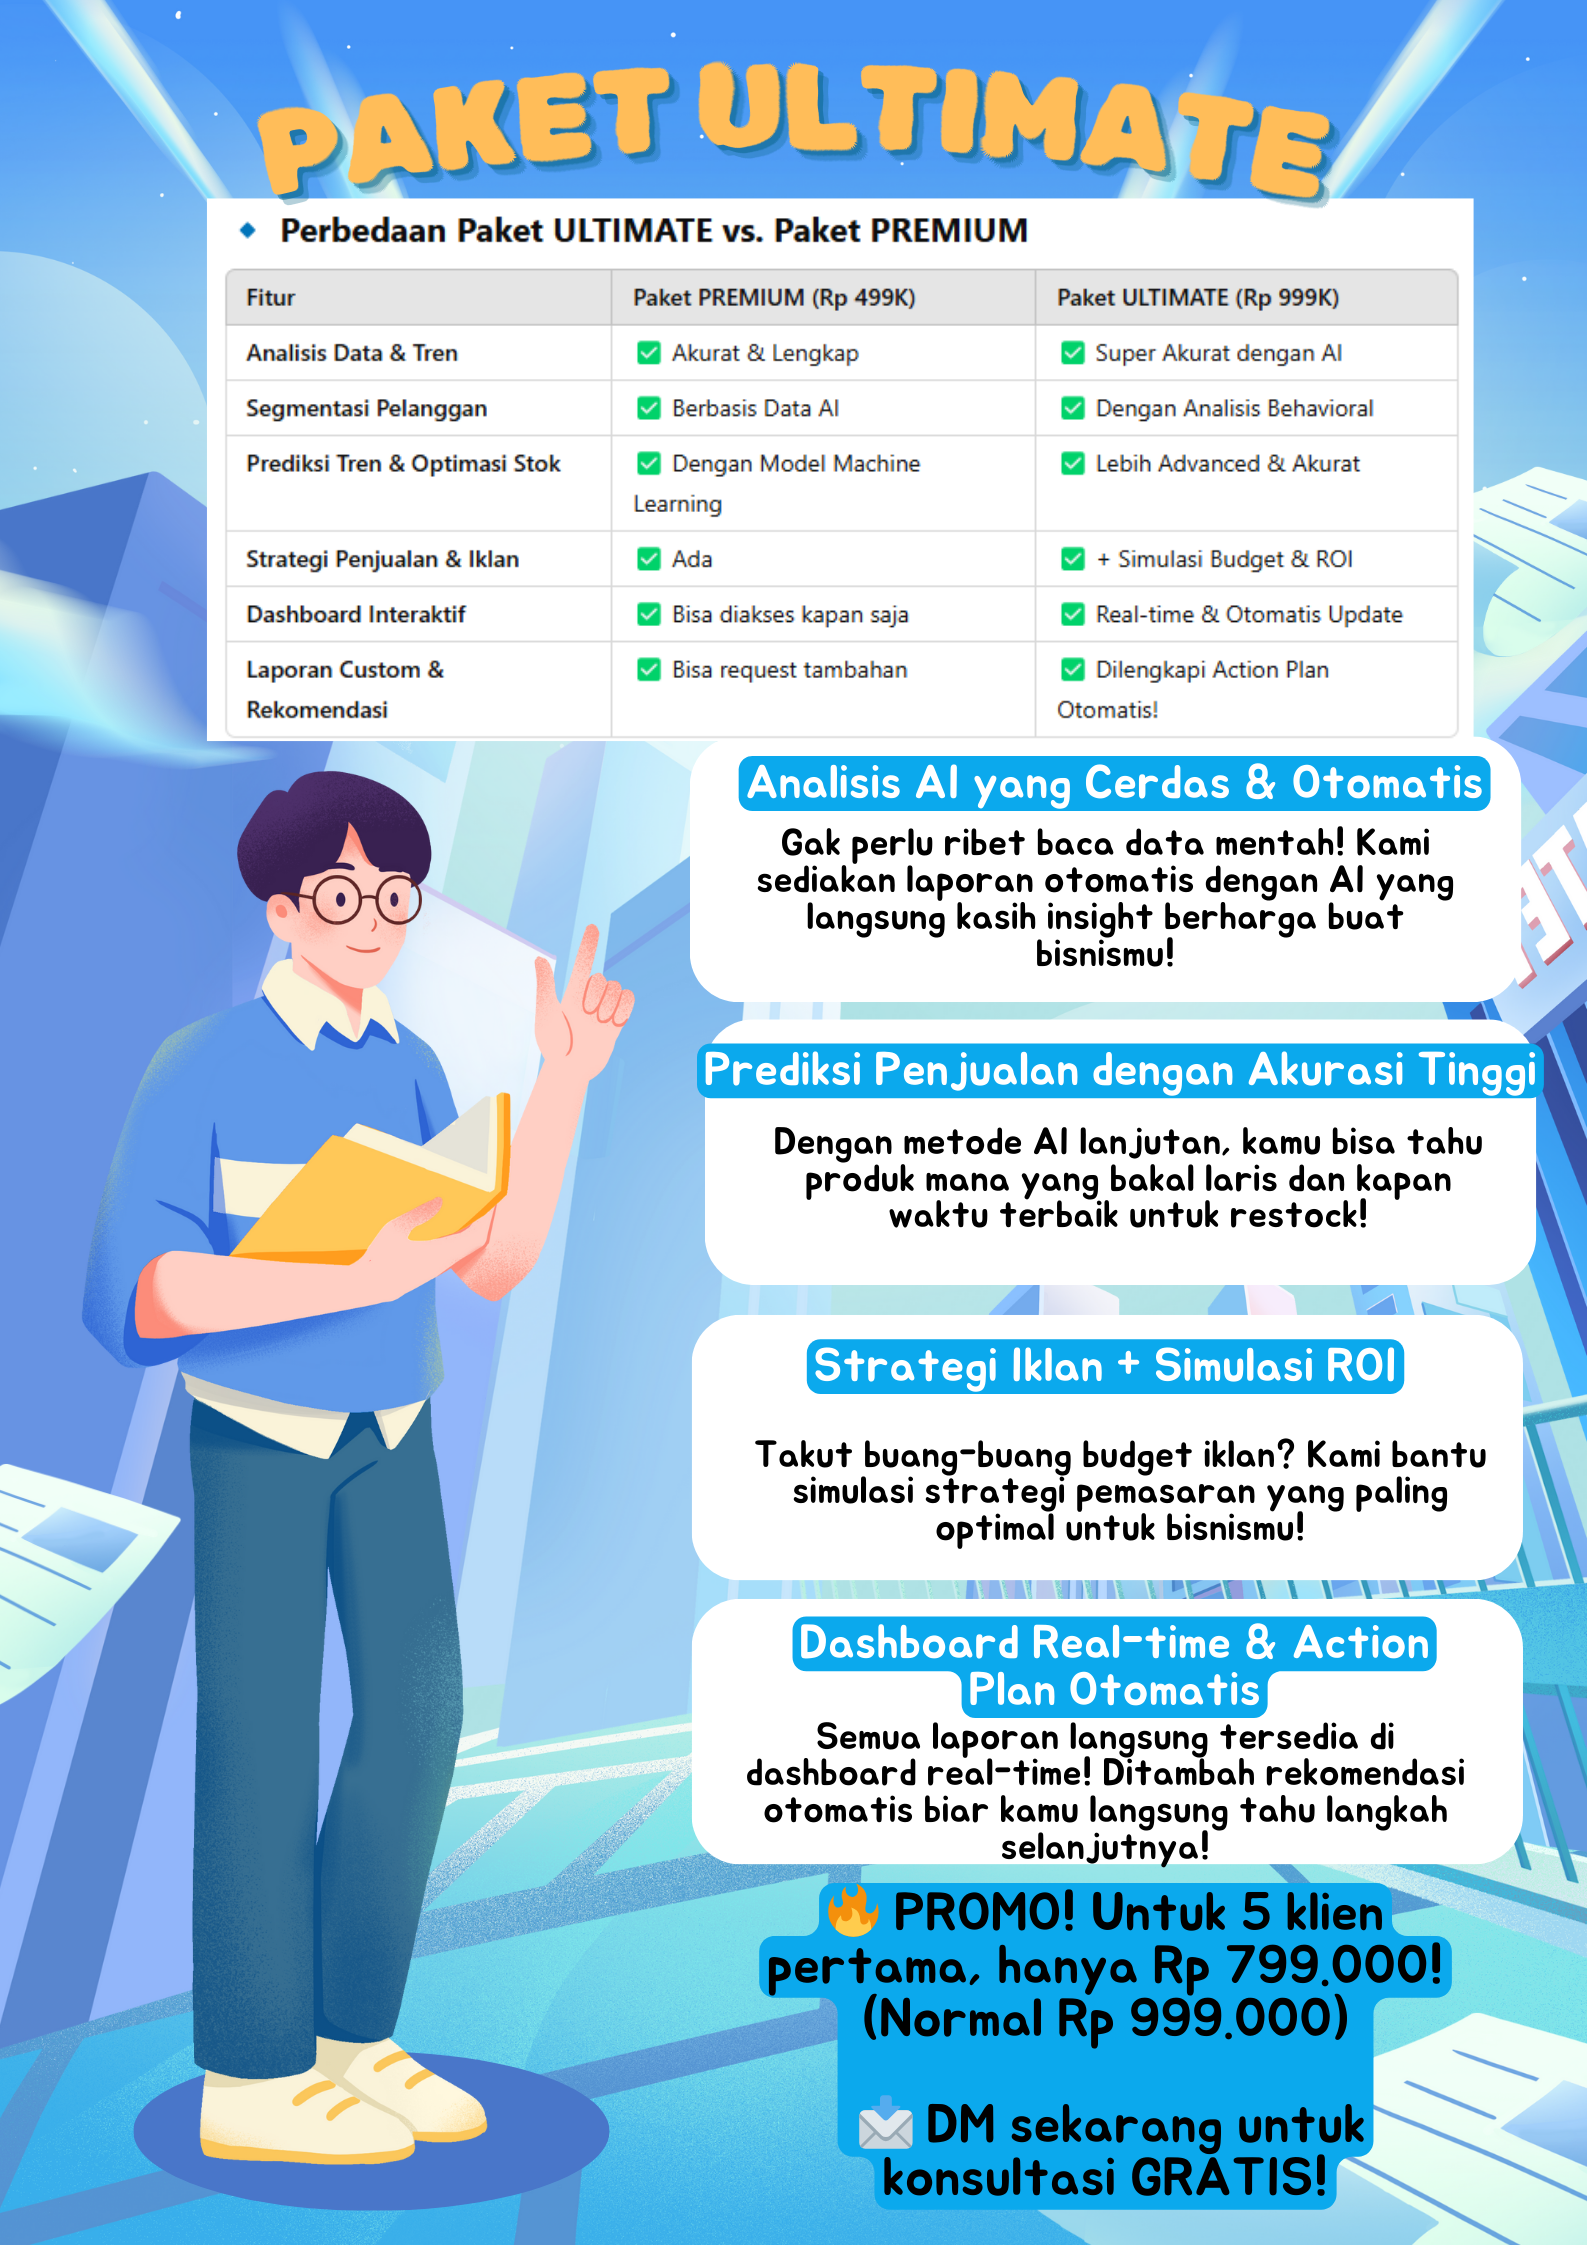 PAKET ULTIMATE
🔹 Perbedaan Paket ULTIMATE vs. Paket PREMIUM
Fitur Paket PREMIUM (Rp 499K) Paket ULTIMATE (Rp 999K)
Analisis Data & Tren ✅ Akurat & Lengkap ✅ Super Akurat dengan AI
Segmentasi Pelanggan ✅ Berbasis Data AI ✅ Dengan Analisis Behavioral
Prediksi Tren & Optimasi Stok ✅ Dengan Model Machine ✅ Lebih Advanced & Akurat
Learning
Strategi Penjualan & Iklan ✅ Ada ✅ + Simulasi Budget & ROI
Dashboard Interaktif ✅ Bisa diakses kapan saja ✅ Real-time & Otomatis Update
Laporan Custom & ✅ Bisa request tambahan ✅ Dilengkapi Action Plan
Rekomendasi Otomatis!
Analisis AI yang Cerdas & Otomatis
Gak perlu ribet baca data mentah! Kami
sediakan laporan otomatis dengan AI yang
langsung kasih insight berharga buat
bisnismu!
Prediksi Penjualan dengan Akurasi Tinggi
Dengan metode AI lanjutan, kamu bisa tahu
produk mana yang bakal laris dan kapan
waktu terbaik untuk restock!
Strategi Iklan + Simulasi ROI
Takut buang-buang budget iklan? Kami bantu
simulasi strategi pemasaran yang paling
optimal untuk bisnismu!
Dashboard Real-time & Action
Plan Otomatis
Semua laporan langsung tersedia di
dashboard real-time! Ditambah rekomendasi
otomatis biar kamu langsung tahu langkah
selanjutnya!
🔥 PROMO! Untuk 5 klien
pertama, hanya Rp 799.000!
(Normal Rp 999.000)
📩 DM sekarang untuk
konsultasi GRATIS!